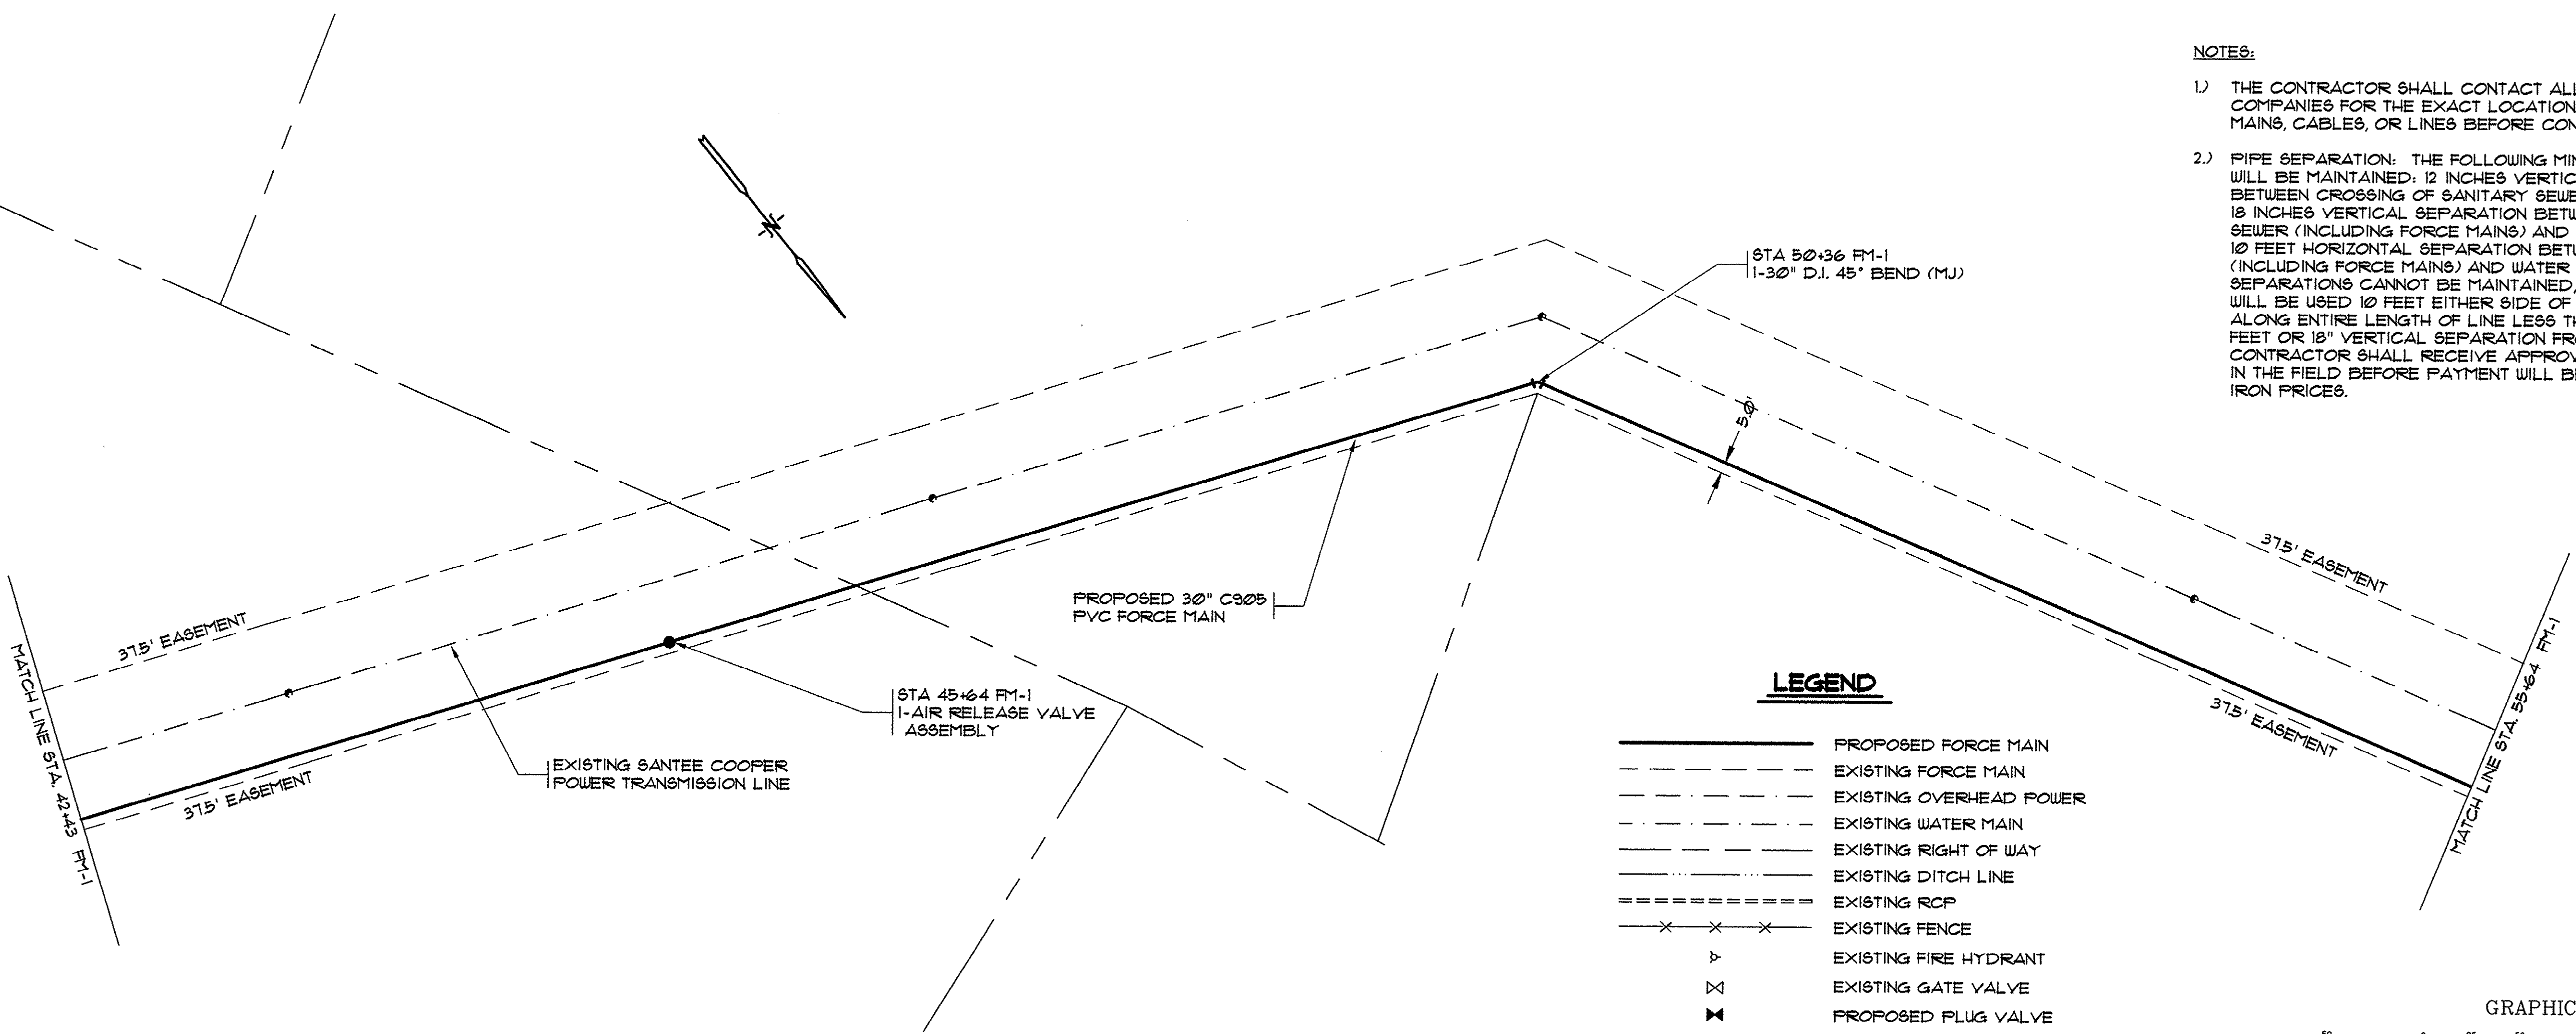 NOTES:
1.) THE CONTRACTOR SHALL CONTACT ALL
COMPANIES FOR THE EXACT LOCATION
MAINS, CABLES, OR LINES BEFORE CON
2.) PIPE SEPARATION: THE FOLLOWING MIN
WILL BE MAINTAINED: 12 INCHES VERTIC
BETWEEN CROSSING OF SANITARY SEWE
18 INCHES VERTICAL SEPARATION BETW
SEWER (INCLUDING FORCE MAINS) AND
10 FEET HORIZONTAL SEPARATION BETW
(INCLUDING FORCE MAINS) AND WATER
SEPARATIONS CANNOT BE MAINTAINED,
WILL BE USED 10 FEET EITHER SIDE OF
ALONG ENTIRE LENGTH OF LINE LESS TH
FEET OR 18" VERTICAL SEPARATION FRO
CONTRACTOR SHALL RECEIVE APPROV
IN THE FIELD BEFORE PAYMENT WILL BE
IRON PRICES.
N
STA 50+36 FM-1
1-30" D.I. 45° BEND (MJ)
5.0'
37.5' EASEMENT
37.5' EASEMENT
MATCH LINE STA. 55+64 FM-1
PROPOSED 30" C905
PVC FORCE MAIN
37.5' EASEMENT
37.5' EASEMENT
MATCH LINE STA. 42+43 FM-1
STA 45+64 FM-1
1-AIR RELEASE VALVE
ASSEMBLY
EXISTING SANTEE COOPER
POWER TRANSMISSION LINE
LEGEND
PROPOSED FORCE MAIN
EXISTING FORCE MAIN
EXISTING OVERHEAD POWER
EXISTING WATER MAIN
EXISTING RIGHT OF WAY
EXISTING DITCH LINE
EXISTING RCP
EXISTING FENCE
EXISTING FIRE HYDRANT
EXISTING GATE VALVE
PROPOSED PLUG VALVE
GRAPHIC